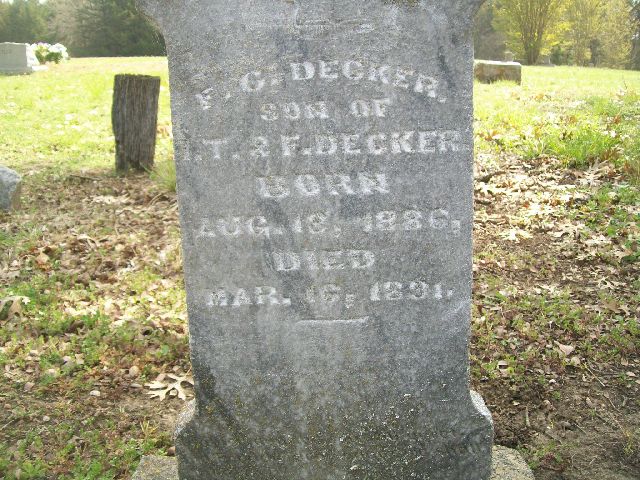 F. C. DECKER.
SON OF
T. & F. DECKER
BORN
AUG. 16, 1886,
DIED
MAR. 16, 1891.